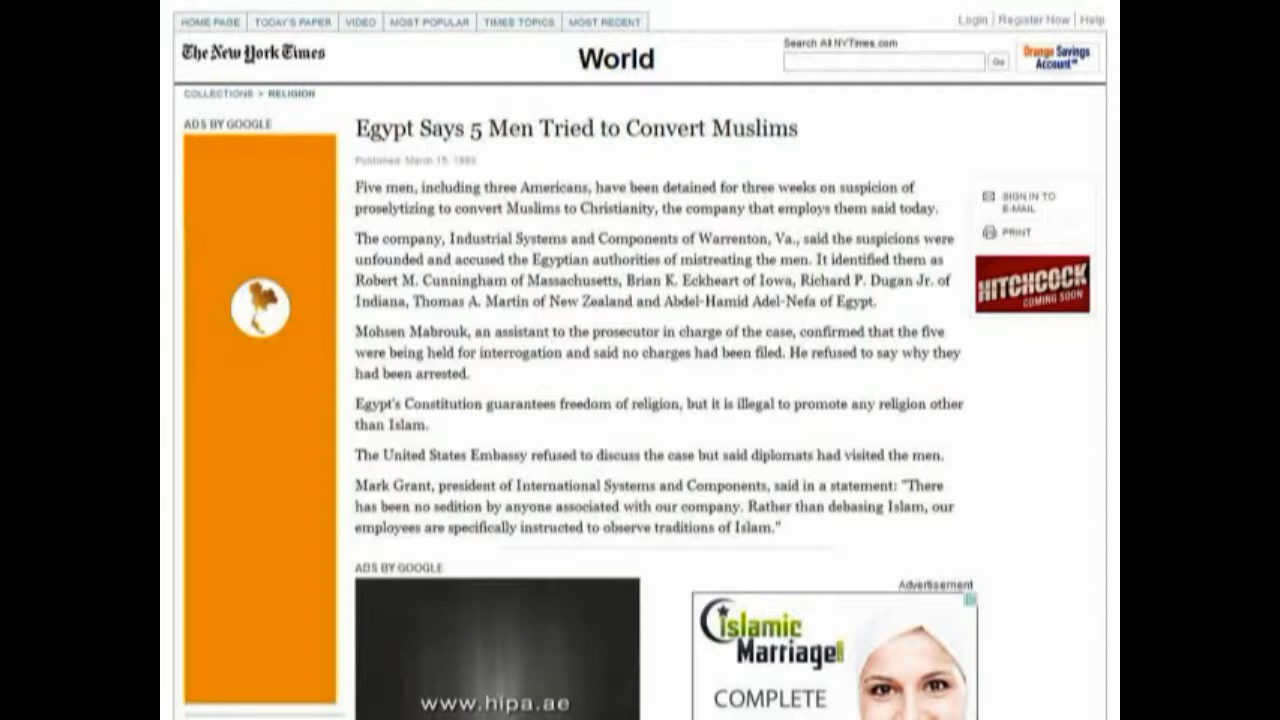 HOME PAGE TODAY'S PAPER VIDEO MOST POPULAR TIMES TOPICS MOST RECENT
Login Register Now Help
The New York Times
World
Search All NYTimes.com
Go
Orange Savings
Account
COLLECTIONS > RELIGION
ADS BY GOOGLE
Egypt Says 5 Men Tried to Convert Muslims
Published: March
Five men, including three Americans, have been detained for three weeks on suspicion of
proselytizing to convert Muslims to Christianity, the company that employs them said today.
The company, Industrial Systems and Components of Warrenton, Va., said the suspicions were
unfounded and accused the Egyptian authorities of mistreating the men. It identified them as
Robert M. Cunningham of Massachusetts, Brian K. Eckheart of Iowa, Richard P. Dugan Jr. of
Indiana, Thomas A. Martin of New Zealand and Abdel-Hamid Adel-Nefa of Egypt.
Mohsen Mabrouk, an assistant to the prosecutor in charge of the case, confirmed that the five
were being held for interrogation and said no charges had been filed. He refused to say why they
had been arrested.
Egypt's Constitution guarantees freedom of religion, but it is illegal to promote any religion other
than Islam.
The United States Embassy refused to discuss the case but said diplomats had visited the men.
Mark Grant, president of International Systems and Components, said in a statement: "There
has been no sedition by anyone associated with our company. Rather than debasing Islam, our
employees are specifically instructed to observe traditions of Islam."
SIGN IN TO
E-MAIL
PRINT
HITCHCOCK
COMING SOON
ADS BY GOOGLE
www.hipa.ae
Advertisement
islamic
Marriage
COMPLETE